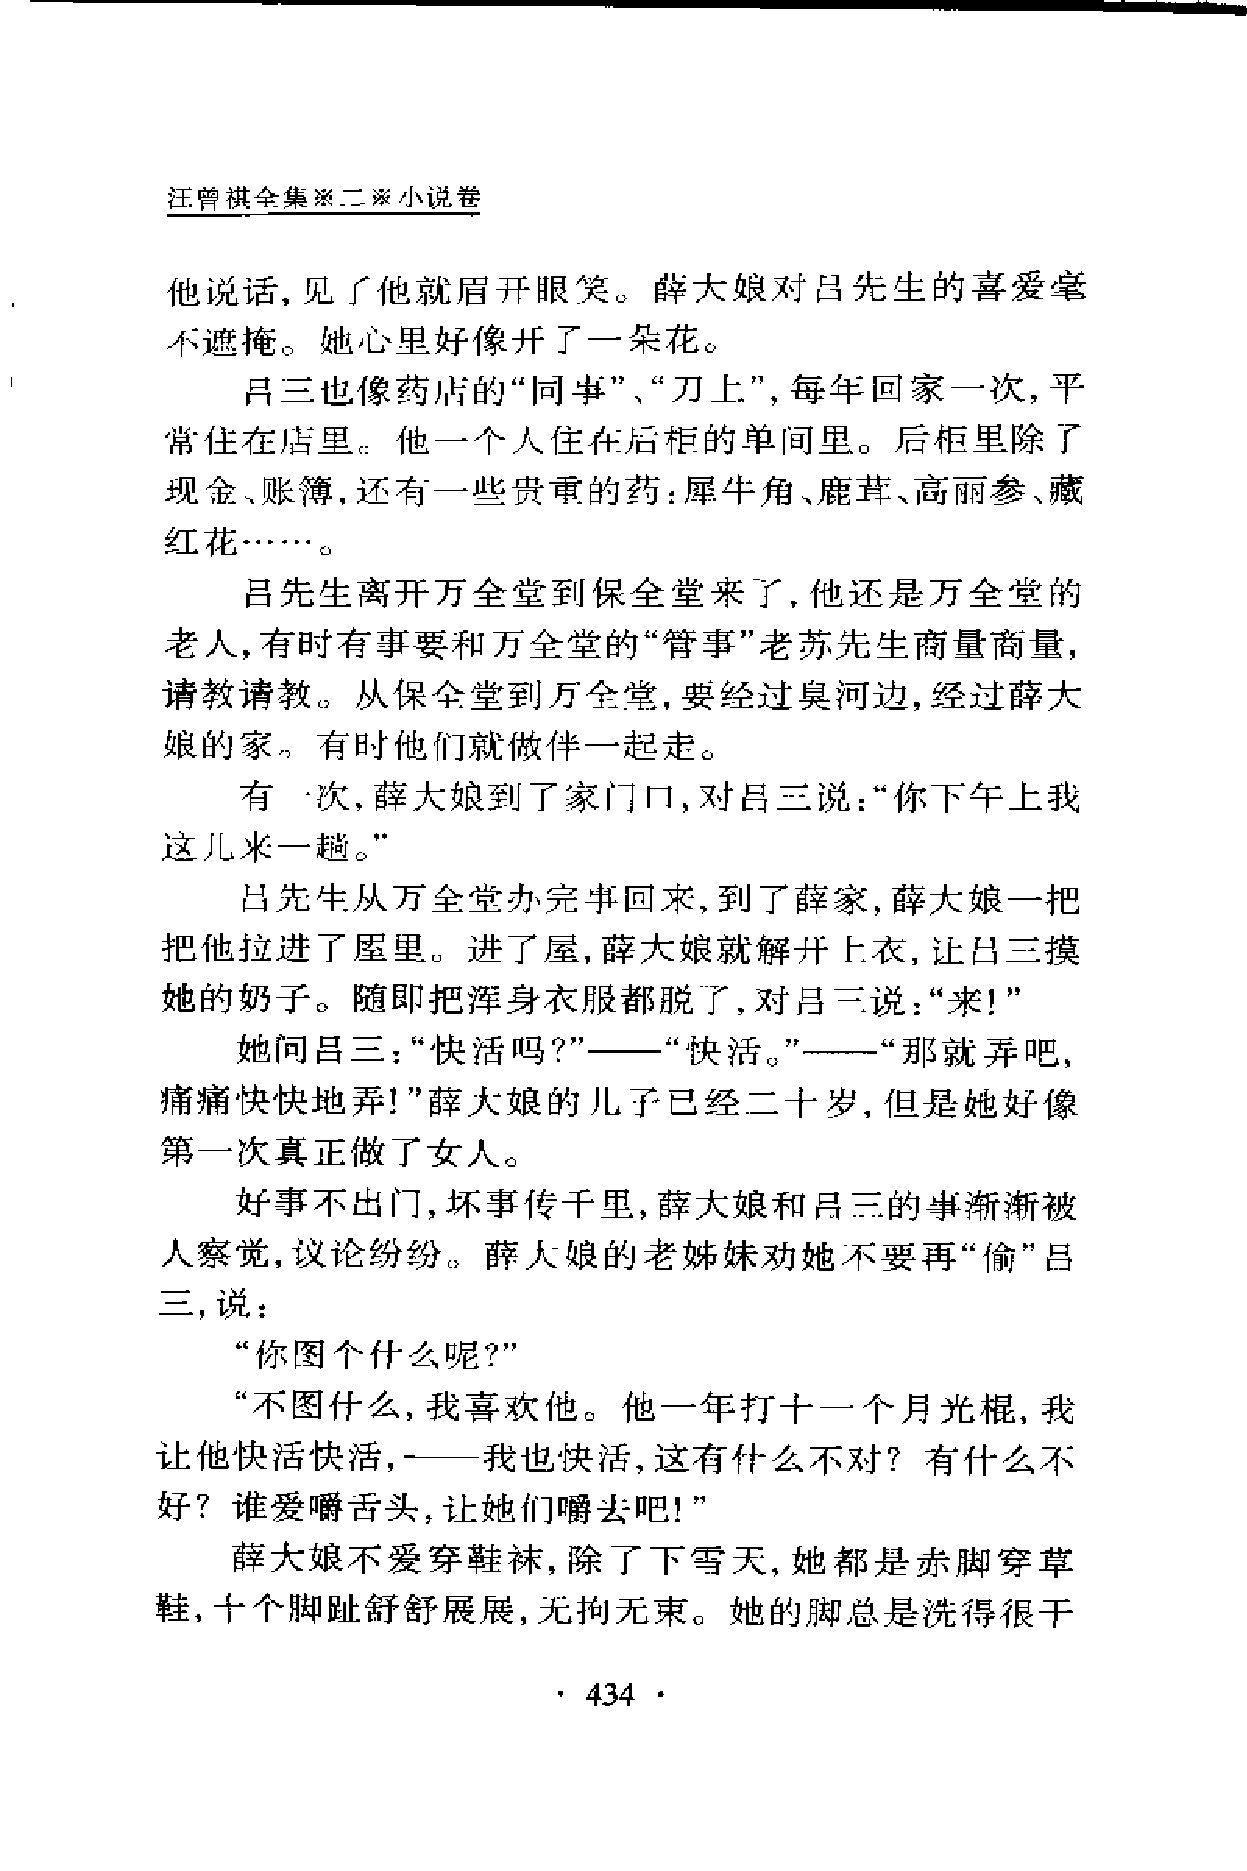 汪曾祺全集※二※小说卷
他说话,见了他就眉开眼笑。薛大娘对吕先生的喜爱毫
不遮掩。她心里好像开了一朵花。
吕三也像药店的“同事”、“刀上”,每年回家一次,平
常住在店里。他一个人住在后柜的单间里。后柜里除了
现金、账簿,还有一些贵重的药:犀牛角、鹿茸、高丽参、藏
红花……。
吕先生离开万全堂到保全堂来了,他还是万全堂的
老人,有时有事要和万全堂的“管事”老苏先生商量商量,
请教请教。从保全堂到万全堂,要经过臭河边,经过薛大
娘的家。有时他们就做伴一起走。
有一次,薛大娘到了家门口,对吕三说:“你下午上我
这儿来一趟。”
吕先生从万全堂办完事回来,到了薛家,薛大娘一把
把他拉进了屋里。进了屋,薛大娘就解开上衣,让吕三摸
她的奶子。随即把浑身衣服都脱了,对吕三说:“来!”
她问吕三:“快活吗?”——“快活。”——“那就弄吧,
痛痛快快地弄!”薛大娘的儿子已经二十岁,但是她好像
第一次真正做了女人。
好事不出门,坏事传千里,薛大娘和吕三的事渐渐被
人察觉,议论纷纷。薛大娘的老姊妹劝她不要再“偷”吕
三,说:
“你图个什么呢?”
“不图什么,我喜欢他。他一年打十一个月光棍,我
让他快活快活,——我也快活,这有什么不对?有什么不
好?谁爱嚼舌头,让她们嚼去吧!”
薛大娘不爱穿鞋袜,除了下雪天,她都是赤脚穿草
鞋,十个脚趾舒舒展展,无拘无束。她的脚总是洗得很干
· 434 ·